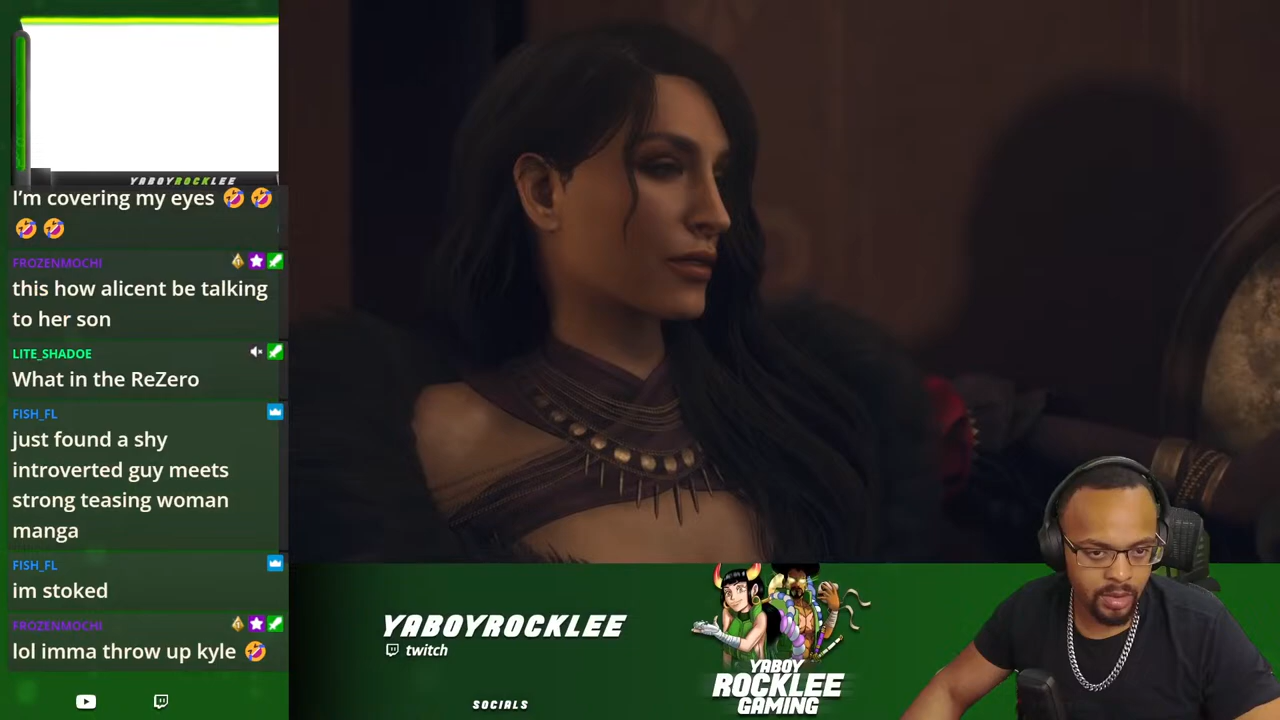 YABOYROCKLEE
I'm covering my eyes 🤣 🤣
🤣 🤣
FROZENMOCHI
this how alicent be talking
to her son
LITE_SHADOE
What in the ReZero
FISH_FL
just found a shy
introverted guy meets
strong teasing woman
manga
FISH_FL
im stoked
FROZENMOCHI
lol imma throw up kyle 🤣
YABOYROCKLEE
twitch
SOCIALS
YABOY
ROCKLEE
GAMING